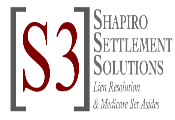 [S3]
SHAPIRO
SETTLEMENT
SOLUTIONS
Lien Resolution
& Medicare Set Asides